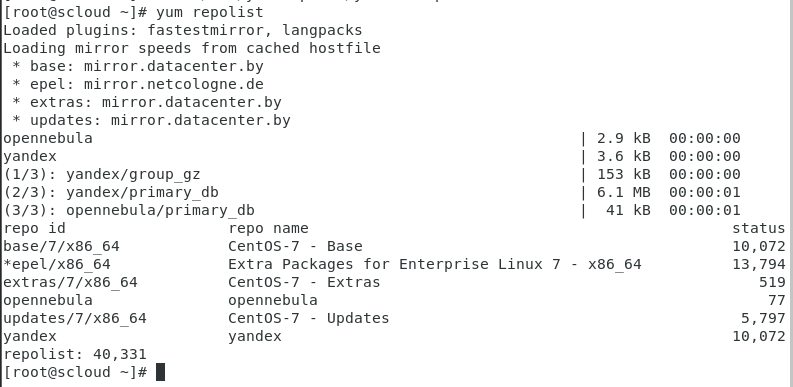 [root@scloud ~]# yum repolist
Loaded plugins: fastestmirror, langpacks
Loading mirror speeds from cached hostfile
 * base: mirror.datacenter.by
 * epel: mirror.netcologne.de
 * extras: mirror.datacenter.by
 * updates: mirror.datacenter.by
opennebula                                                      | 2.9 kB  00:00:00
yandex                                                          | 3.6 kB  00:00:00
(1/3): yandex/group_gz                                          | 153 kB  00:00:00
(2/3): yandex/primary_db                                        | 6.1 MB  00:00:01
(3/3): opennebula/primary_db                                    |  41 kB  00:00:01
repo id                  repo name                                               status
base/7/x86_64            CentOS-7 - Base                                         10,072
*epel/x86_64             Extra Packages for Enterprise Linux 7 - x86_64          13,794
extras/7/x86_64          CentOS-7 - Extras                                          519
opennebula               opennebula                                                  77
updates/7/x86_64         CentOS-7 - Updates                                       5,797
yandex                   yandex                                                  10,072
repolist: 40,331
[root@scloud ~]#